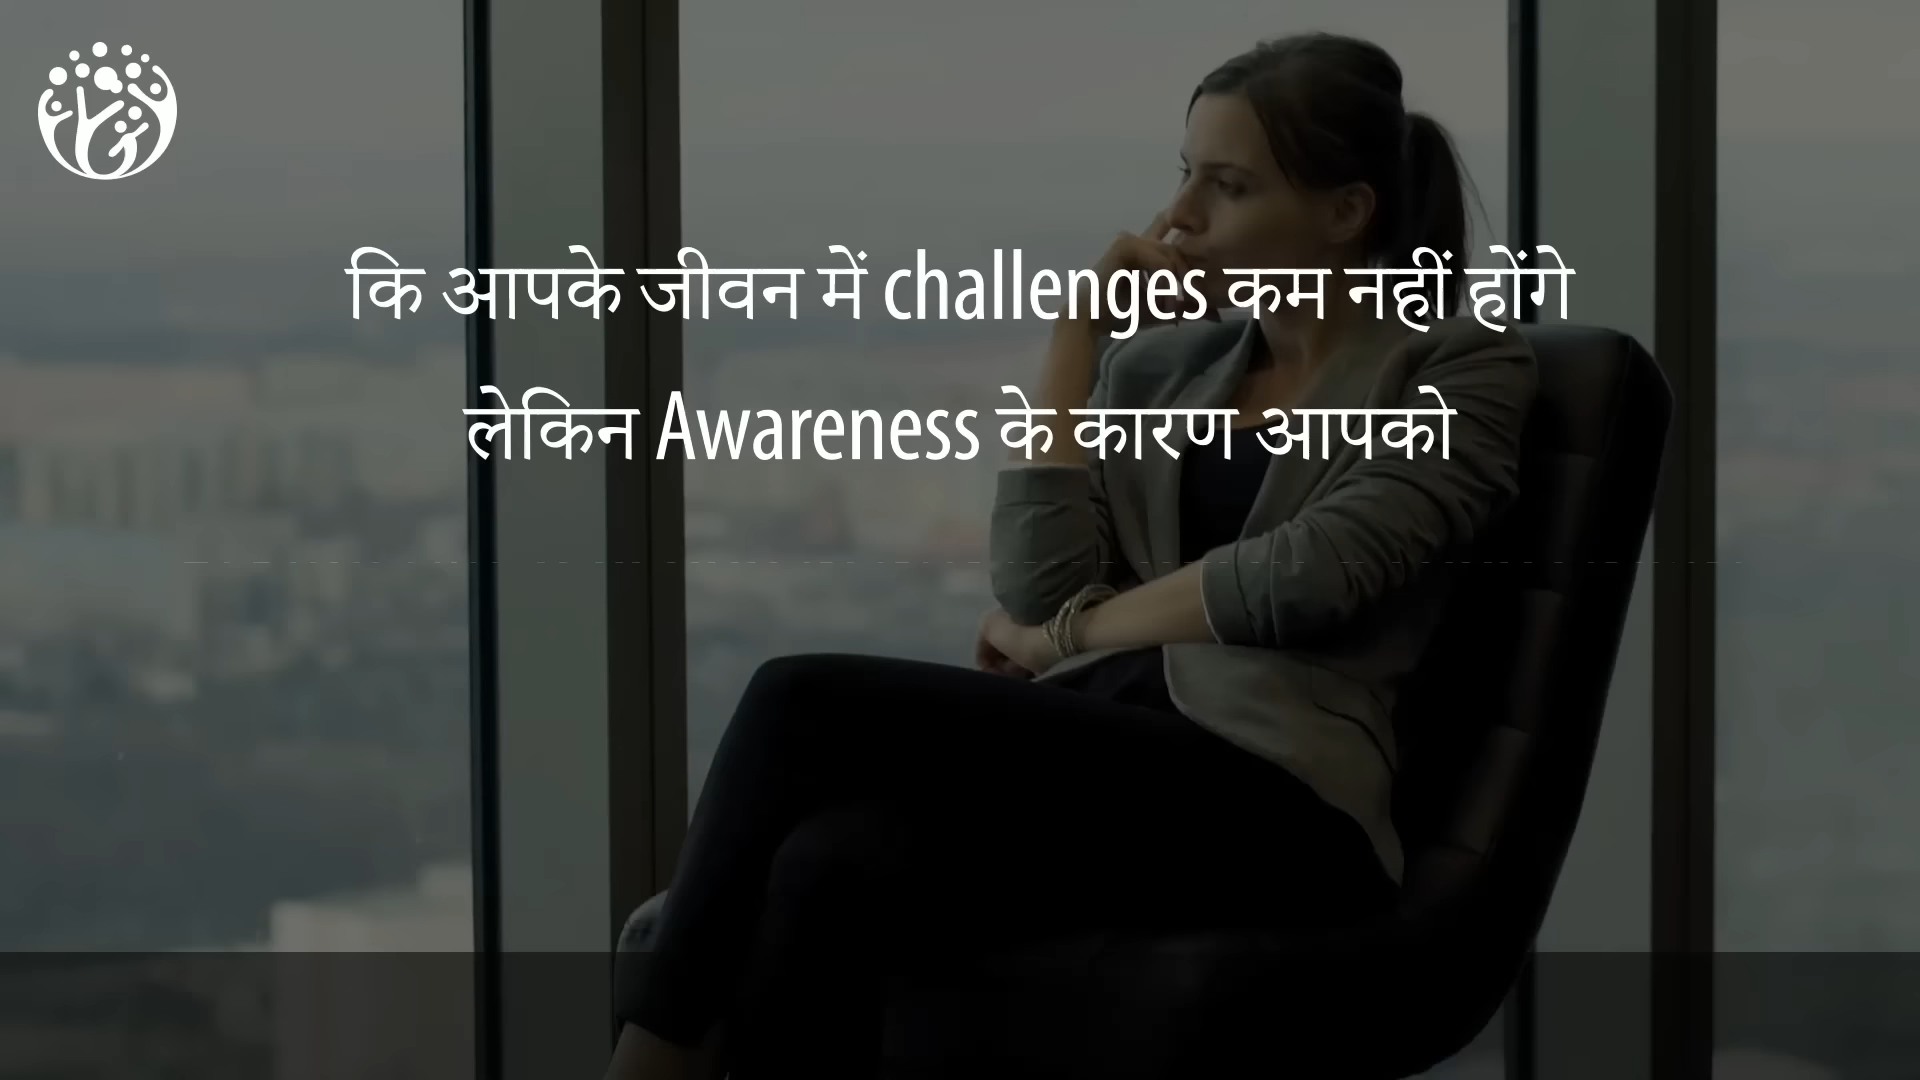 कि आपके जीवन में challenges कम नहीं होंगे
लेकिन Awareness के कारण आपको